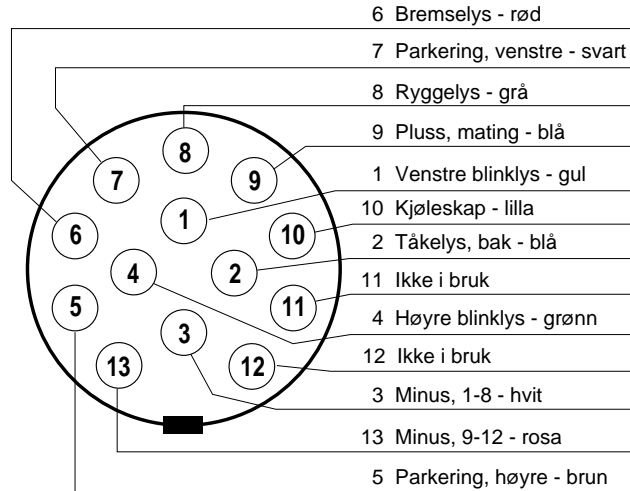 6 Bremselys - rød
7 Parkering, venstre - svart
8 Ryggelys - grå
9 Pluss, mating - blå
1 Venstre blinklys - gul
10 Kjøleskap - lilla
2 Tåkelys, bak - blå
11 Ikke i bruk
4 Høyre blinklys - grønn
12 Ikke i bruk
3 Minus, 1-8 - hvit
13 Minus, 9-12 - rosa
5 Parkering, høyre - brun
8
7
9
1
6
10
4
2
5
11
3
13
12